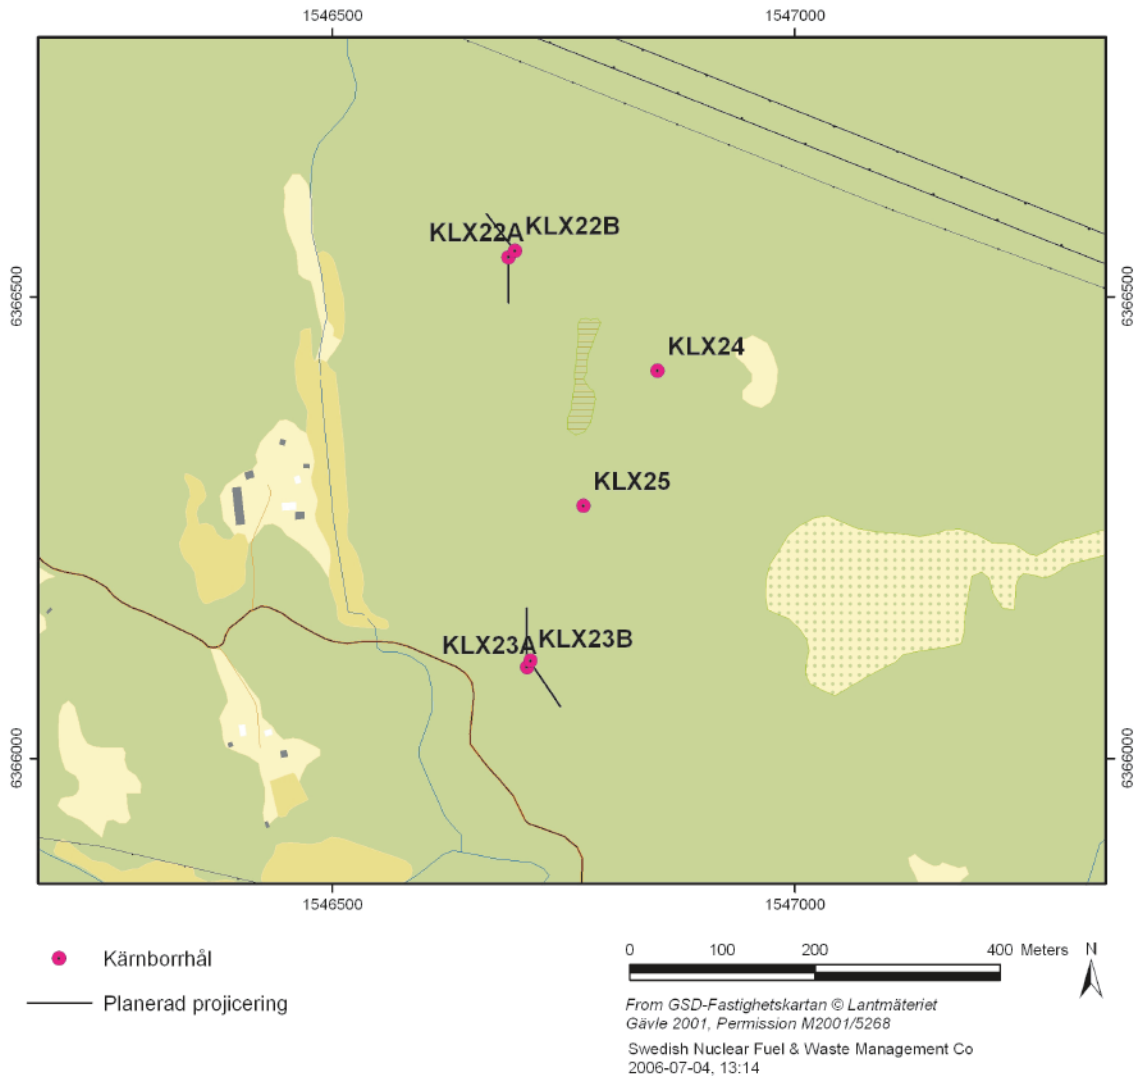 1546500 1547000
6366500 6366500
KLX22A KLX22B
KLX24
KLX25
KLX23A KLX23B
6366000 6366000
1546500 1547000
Kärnborrhål
Planerad projicering
0 100 200 400 Meters N
From GSD-Fastighetskartan © Lantmäteriet
Gävle 2001, Permission M2001/5268
Swedish Nuclear Fuel & Waste Management Co
2006-07-04, 13:14